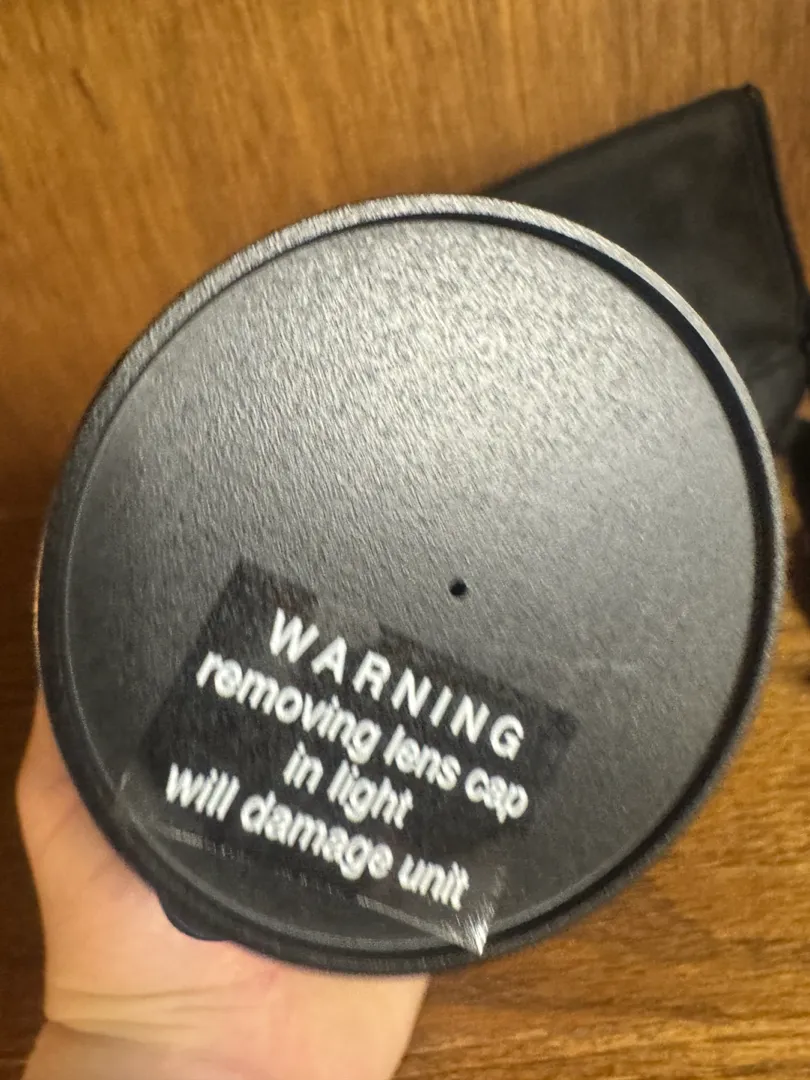 WARNING
removing lens cap
in light
will damage unit